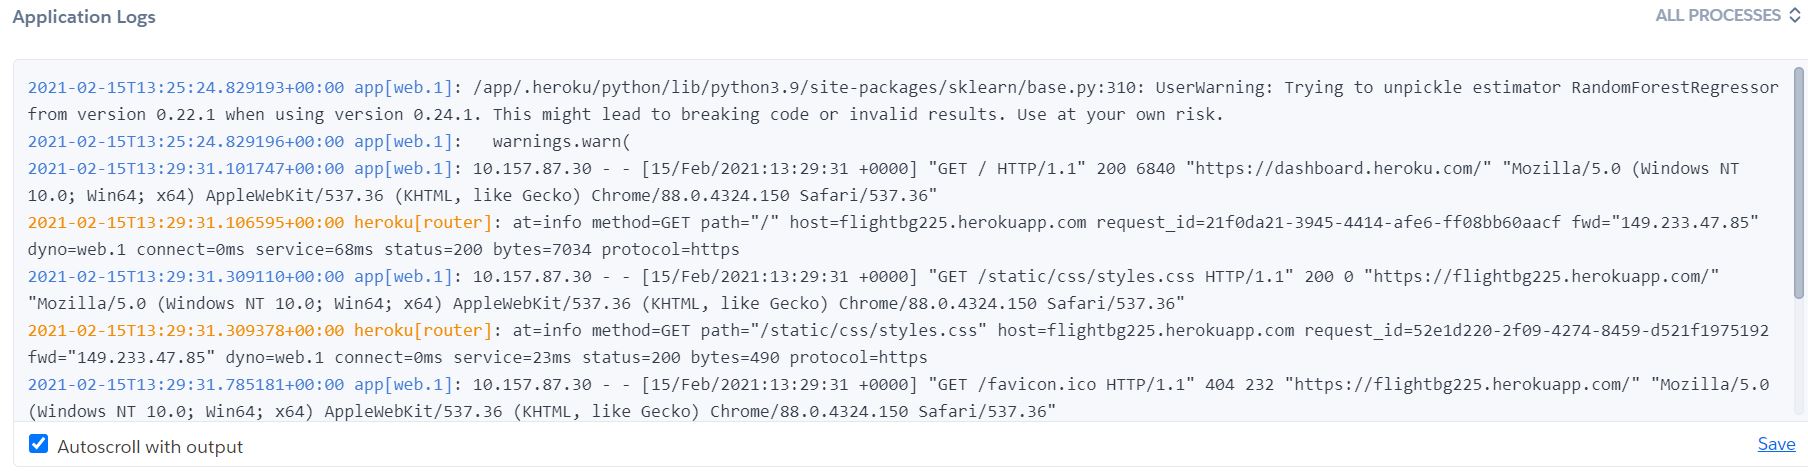 Application Logs
ALL PROCESSES
2021-02-15T13:25:24.829193+00:00 app[web.1]: /app/.heroku/python/lib/python3.9/site-packages/sklearn/base.py:310: UserWarning: Trying to unpickle estimator RandomForestRegressor
from version 0.22.1 when using version 0.24.1. This might lead to breaking code or invalid results. Use at your own risk.
2021-02-15T13:25:24.829196+00:00 app[web.1]:   warnings.warn(
2021-02-15T13:29:31.101747+00:00 app[web.1]: 10.157.87.30 - - [15/Feb/2021:13:29:31 +0000] "GET / HTTP/1.1" 200 6840 "https://dashboard.heroku.com/" "Mozilla/5.0 (Windows NT
10.0; Win64; x64) AppleWebKit/537.36 (KHTML, like Gecko) Chrome/88.0.4324.150 Safari/537.36"
2021-02-15T13:29:31.106595+00:00 heroku[router]: at=info method=GET path="/" host=flightbg225.herokuapp.com request_id=21f0da21-3945-4414-afe6-ff08bb60aacf fwd="149.233.47.85"
dyno=web.1 connect=0ms service=68ms status=200 bytes=7034 protocol=https
2021-02-15T13:29:31.309110+00:00 app[web.1]: 10.157.87.30 - - [15/Feb/2021:13:29:31 +0000] "GET /static/css/styles.css HTTP/1.1" 200 0 "https://flightbg225.herokuapp.com/"
"Mozilla/5.0 (Windows NT 10.0; Win64; x64) AppleWebKit/537.36 (KHTML, like Gecko) Chrome/88.0.4324.150 Safari/537.36"
2021-02-15T13:29:31.309378+00:00 heroku[router]: at=info method=GET path="/static/css/styles.css" host=flightbg225.herokuapp.com request_id=52e1d220-2f09-4274-8459-d521f1975192
fwd="149.233.47.85" dyno=web.1 connect=0ms service=23ms status=200 bytes=490 protocol=https
2021-02-15T13:29:31.785181+00:00 app[web.1]: 10.157.87.30 - - [15/Feb/2021:13:29:31 +0000] "GET /favicon.ico HTTP/1.1" 404 232 "https://flightbg225.herokuapp.com/" "Mozilla/5.0
(Windows NT 10.0; Win64; x64) AppleWebKit/537.36 (KHTML, like Gecko) Chrome/88.0.4324.150 Safari/537.36"
Autoscroll with output
Save